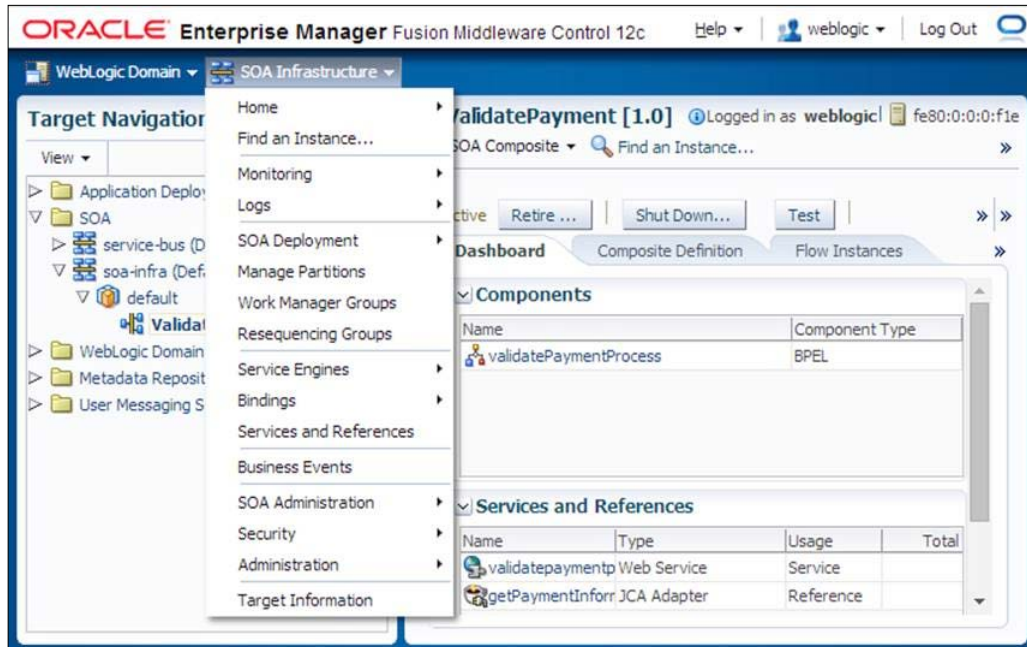 ORACLE Enterprise Manager Fusion Middleware Control 12c Help weblogic Log Out
WebLogic Domain SOA Infrastructure
Target Navigation
View
Application Deploy
SOA
service-bus (D
soa-infra (Defa
default
Validat
WebLogic Domain
Metadata Reposit
User Messaging S
Home
Find an Instance...
Monitoring
Logs
SOA Deployment
Manage Partitions
Work Manager Groups
Resequencing Groups
Service Engines
Bindings
Services and References
Business Events
SOA Administration
Security
Administration
Target Information
ValidatePayment [1.0] Logged in as weblogic fe80:0:0:0:f1e
SOA Composite Find an Instance...
ctive Retire ... Shut Down... Test
Dashboard Composite Definition Flow Instances
Components
Name Component Type
validatePaymentProcess BPEL
Services and References
Name Type Usage Total
validatepaymentp Web Service Service
getPaymentInforr JCA Adapter Reference